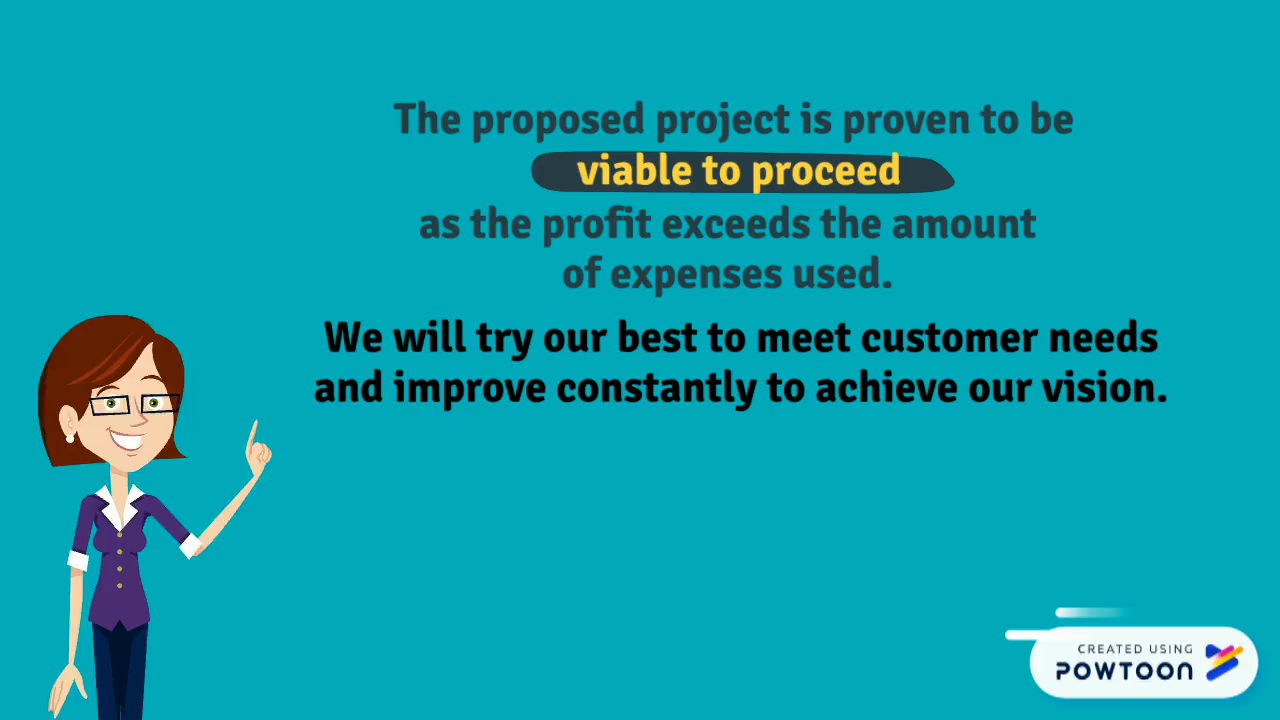 The proposed project is proven to be
viable to proceed
as the profit exceeds the amount
of expenses used.
We will try our best to meet customer needs
and improve constantly to achieve our vision.
CREATED USING
POWTOON